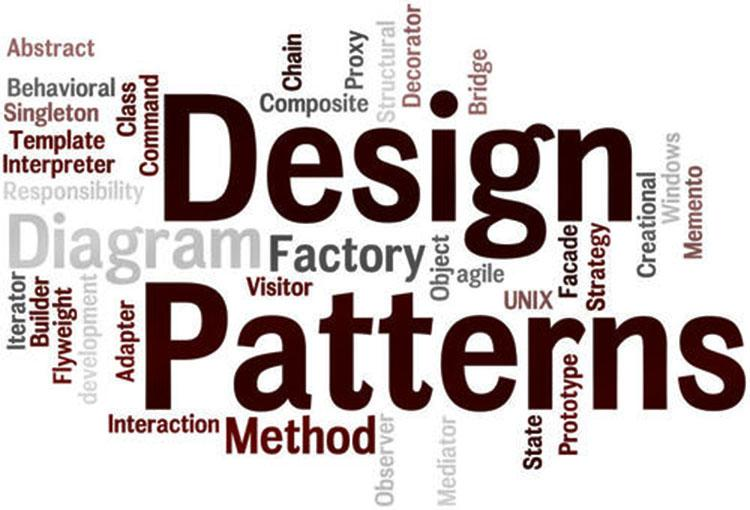 Abstract
Chain
Proxy
Structural
Decorator
Bridge
Behavioral
Class
Command
Composite
Singleton
Template
Interpreter
Responsibility
Design
Windows
Creational
Memento
Diagram
Factory
Object
agile
Facade
Strategy
Visitor
UNIX
Iterator
Builder
Flyweight
development
Adapter
Patterns
Prototype
Interaction
Method
Observer
Mediator
State